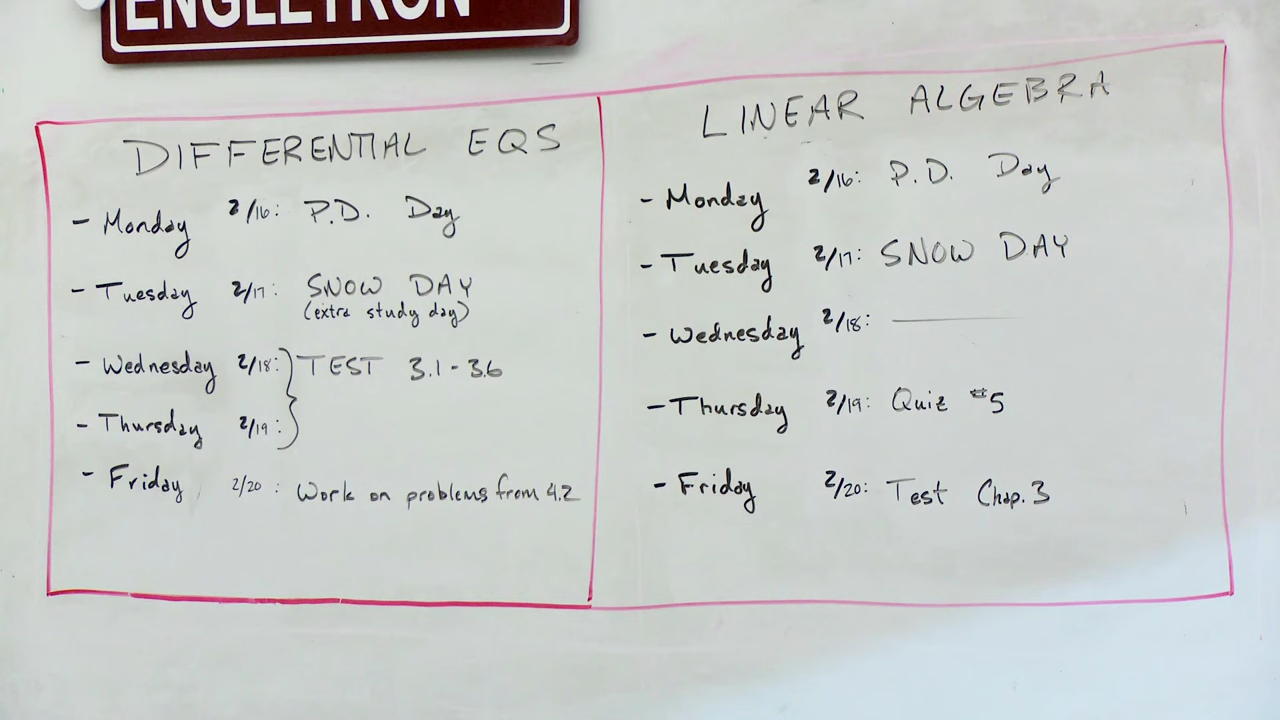 ENGLETRON
DIFFERENTIAL EQS
- Monday 2/16: P.D. Day
- Tuesday 2/17: SNOW DAY
(extra study day)
- Wednesday 2/18: TEST 3.1-3.6
- Thursday 2/19:
- Friday 2/20: Work on problems from 4.2
LINEAR ALGEBRA
- Monday 2/16: P.D. Day
- Tuesday 2/17: SNOW DAY
- Wednesday 2/18: ———
- Thursday 2/19: Quiz #5
- Friday 2/20: Test Chap. 3